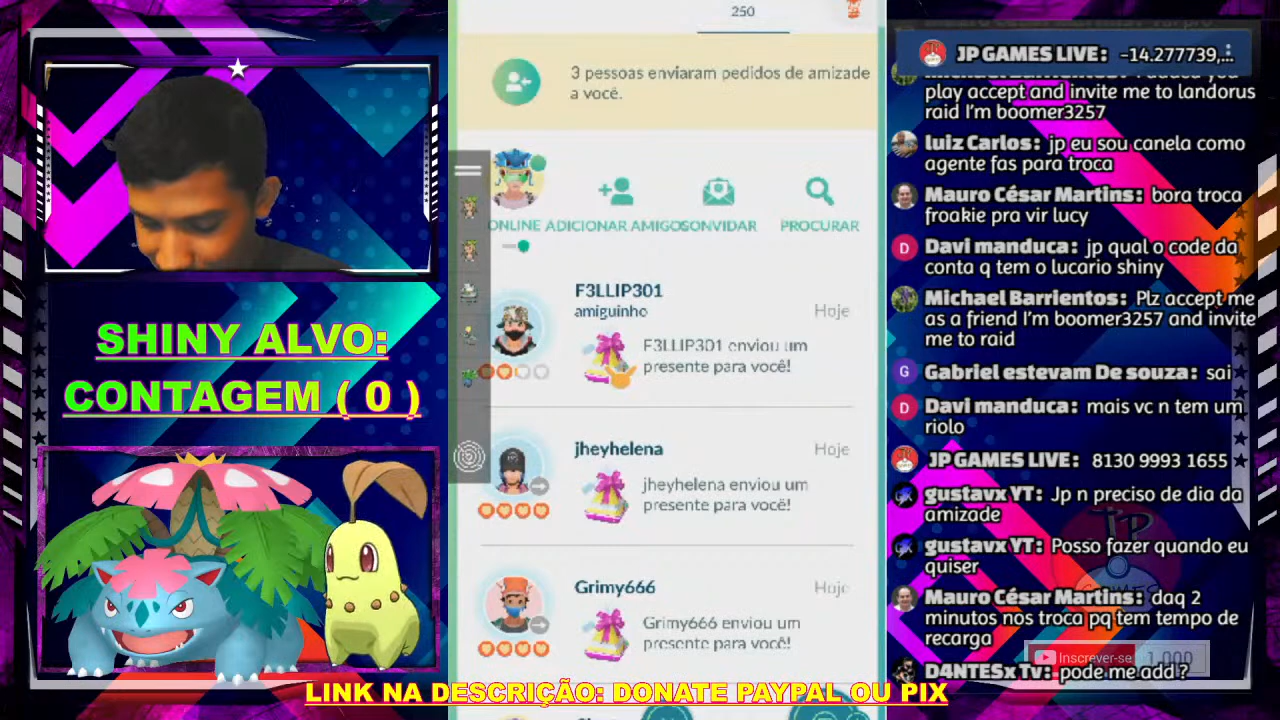 SHINY ALVO:
CONTAGEM ( 0 )
250
3 pessoas enviaram pedidos de amizade
a você.
ONLINE ADICIONAR AMIGOS CONVIDAR PROCURAR
F3LLIP301
amiguinho
Hoje
F3LLIP301 enviou um
presente para você!
jheyhelena
Hoje
jheyhelena enviou um
presente para você!
Grimy666
Hoje
Grimy666 enviou um
presente para você!
JP GAMES LIVE: -14.277739,...
play accept and invite me to landorus
raid I'm boomer3257
luiz Carlos: jp eu sou canela como
agente fas para troca
Mauro César Martins: bora troca
froakie pra vir lucy
Davi manduca: jp qual o code da
conta q tem o lucario shiny
Michael Barrientos: Plz accept me
as a friend I'm boomer3257 and invite
me to raid
Gabriel estevam De souza: sai
Davi manduca: mais vc n tem um
riolo
JP GAMES LIVE: 8130 9993 1655
gustavx YT: Jp n preciso de dia da
amizade
gustavx YT: Posso fazer quando eu
quiser
Mauro César Martins: daq 2
minutos nos troca pq tem tempo de
recarga
D4NTESx Tv: pode me add ?
Inscrever-se 1.000
LINK NA DESCRIÇÃO: DONATE PAYPAL OU PIX